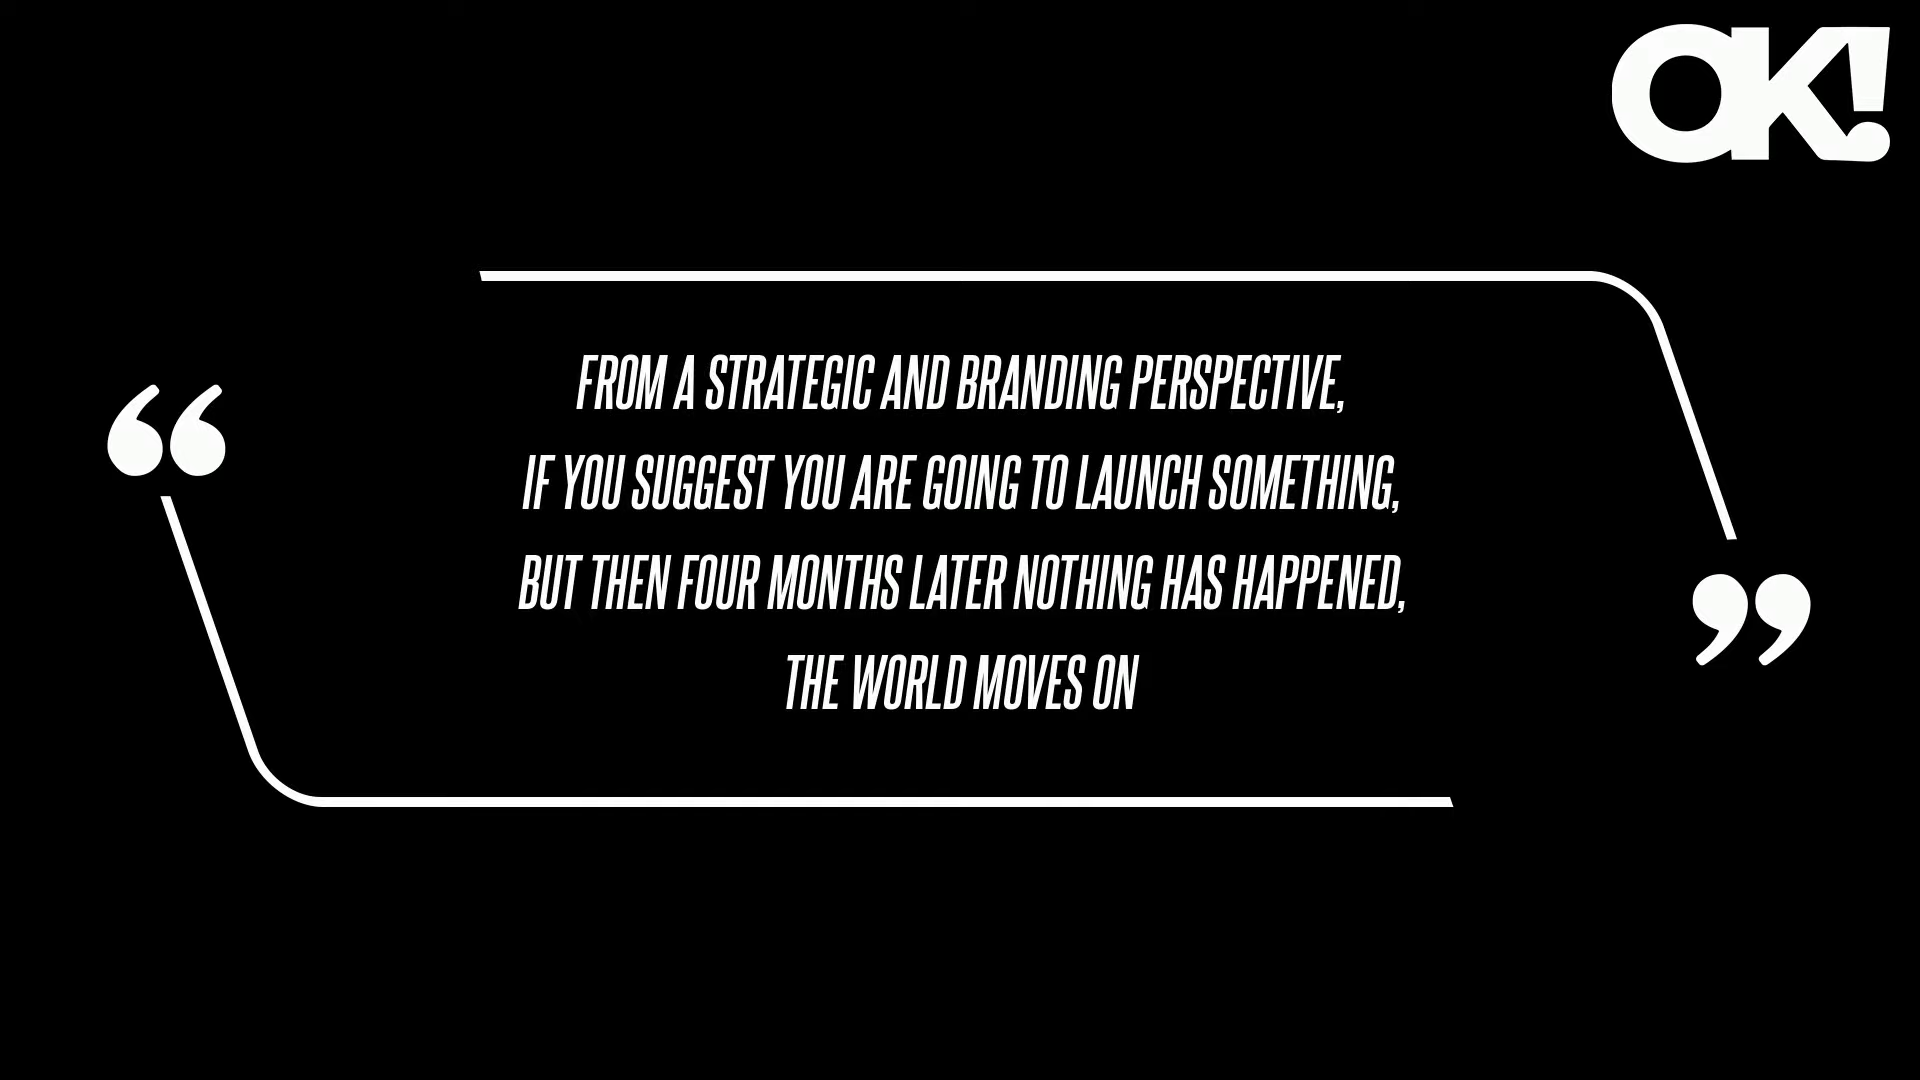 OK!
“
FROM A STRATEGIC AND BRANDING PERSPECTIVE,
IF YOU SUGGEST YOU ARE GOING TO LAUNCH SOMETHING,
BUT THEN FOUR MONTHS LATER NOTHING HAS HAPPENED,
THE WORLD MOVES ON
”